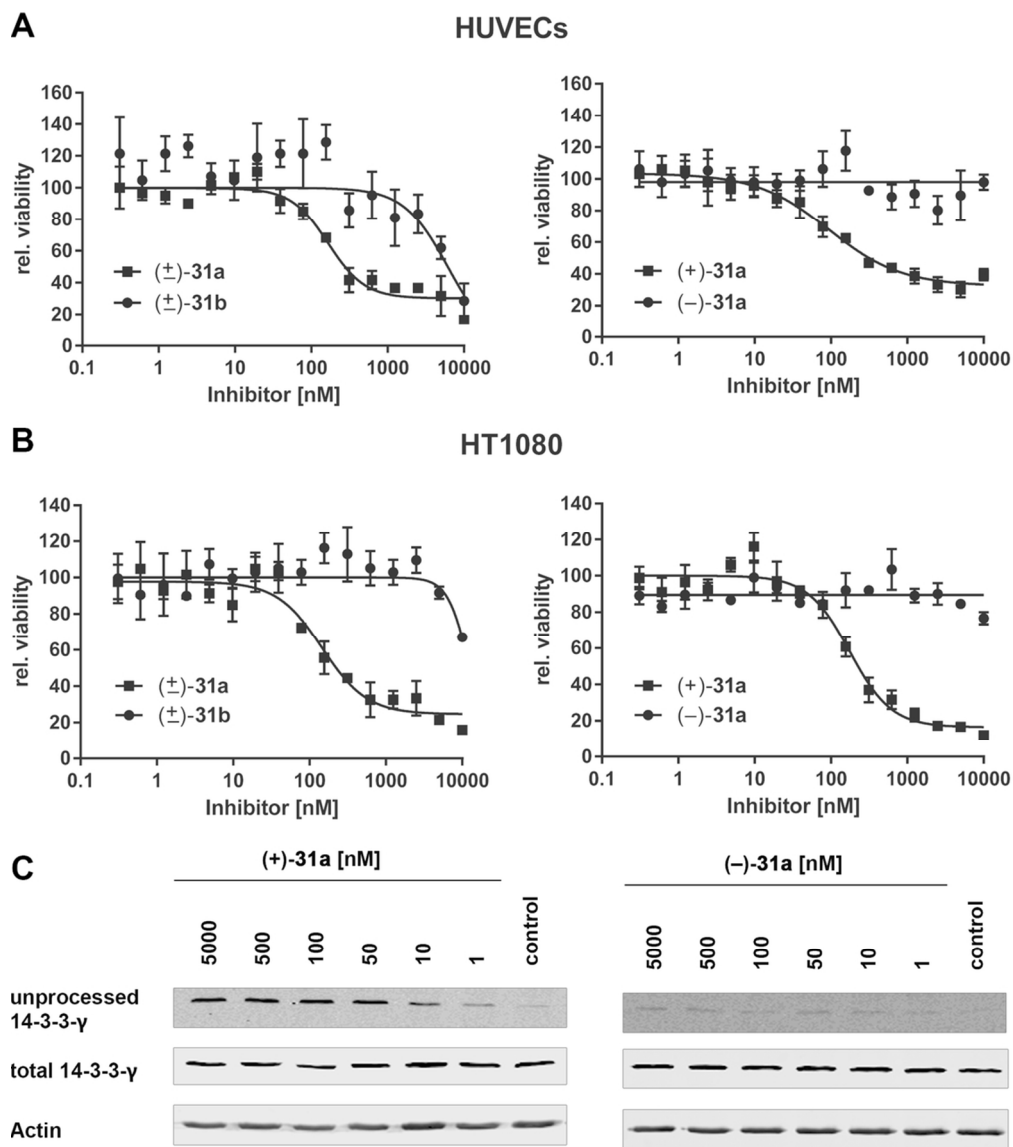 A
HUVECs
160
140
120
100
80
60
40
20
0
rel. viability
(±)-31a
(±)-31b
0.1 1 10 100 1000 10000
Inhibitor [nM]
160
140
120
100
80
60
40
20
0
rel. viability
(+)-31a
(−)-31a
0.1 1 10 100 1000 10000
Inhibitor [nM]
B
HT1080
140
120
100
80
60
40
20
0
rel. viability
(±)-31a
(±)-31b
0.1 1 10 100 1000 10000
Inhibitor [nM]
140
120
100
80
60
40
20
0
rel. viability
(+)-31a
(−)-31a
0.1 1 10 100 1000 10000
Inhibitor [nM]
C
(+)-31a [nM]
5000 500 100 50 10 1 control
(−)-31a [nM]
5000 500 100 50 10 1 control
unprocessed
14-3-3-γ
total 14-3-3-γ
Actin